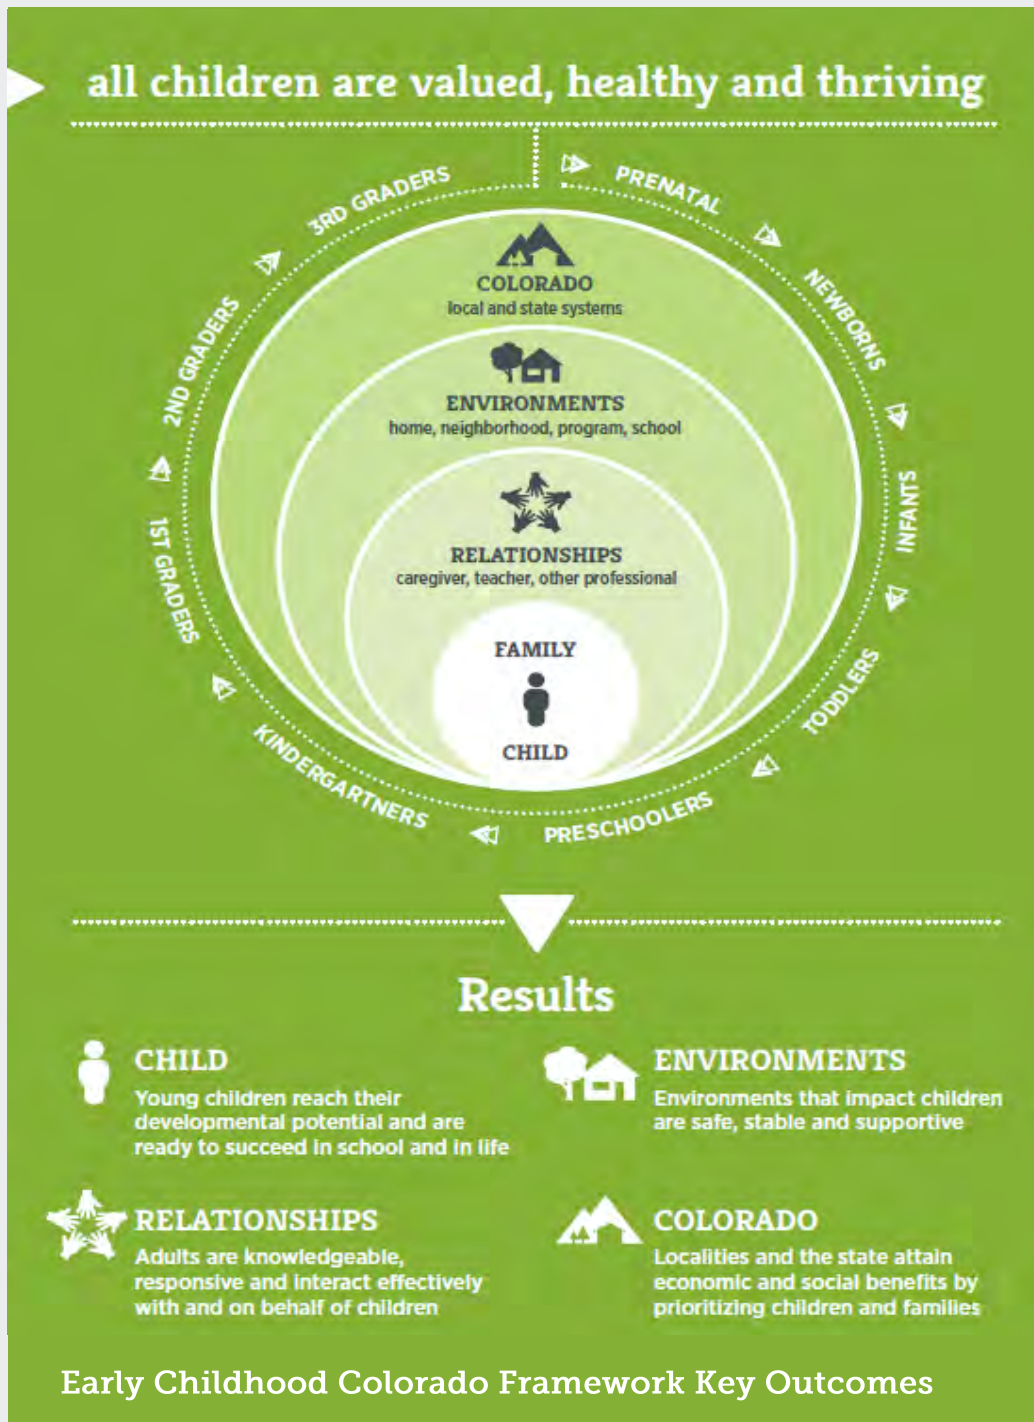 all children are valued, healthy and thriving
PRENATAL
NEWBORNS
INFANTS
TODDLERS
PRESCHOOLERS
KINDERGARTNERS
1ST GRADERS
2ND GRADERS
3RD GRADERS
COLORADO
local and state systems
ENVIRONMENTS
home, neighborhood, program, school
RELATIONSHIPS
caregiver, teacher, other professional
FAMILY
CHILD
Results
CHILD
Young children reach their
developmental potential and are
ready to succeed in school and in life
ENVIRONMENTS
Environments that impact children
are safe, stable and supportive
RELATIONSHIPS
Adults are knowledgeable,
responsive and interact effectively
with and on behalf of children
COLORADO
Localities and the state attain
economic and social benefits by
prioritizing children and families
Early Childhood Colorado Framework Key Outcomes